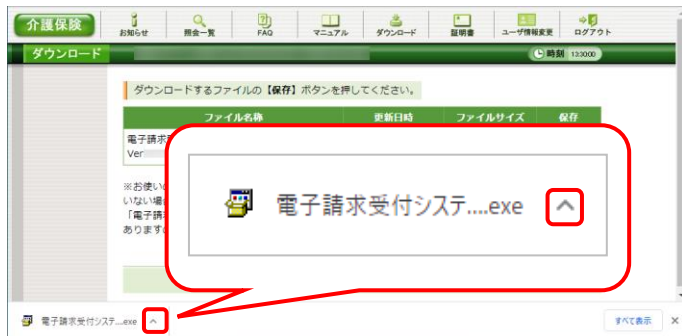 介護保険
お知らせ 照会一覧 FAQ マニュアル ダウンロード 証明書 ユーザ情報変更 ログアウト
ダウンロード 時刻 13:30:00
ダウンロードするファイルの【保存】ボタンを押してください。
ファイル名称 更新日時 ファイルサイズ 保存
電子請求
Ver
※お使い
いない場
「電子請
あります
電子請求受付システ....exe
電子請求受付システ....exe すべて表示